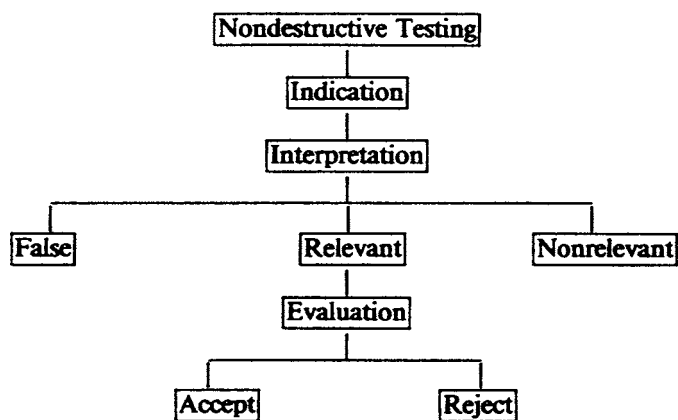 Nondestructive Testing
Indication
Interpretation
False Relevant Nonrelevant
Evaluation
Accept Reject